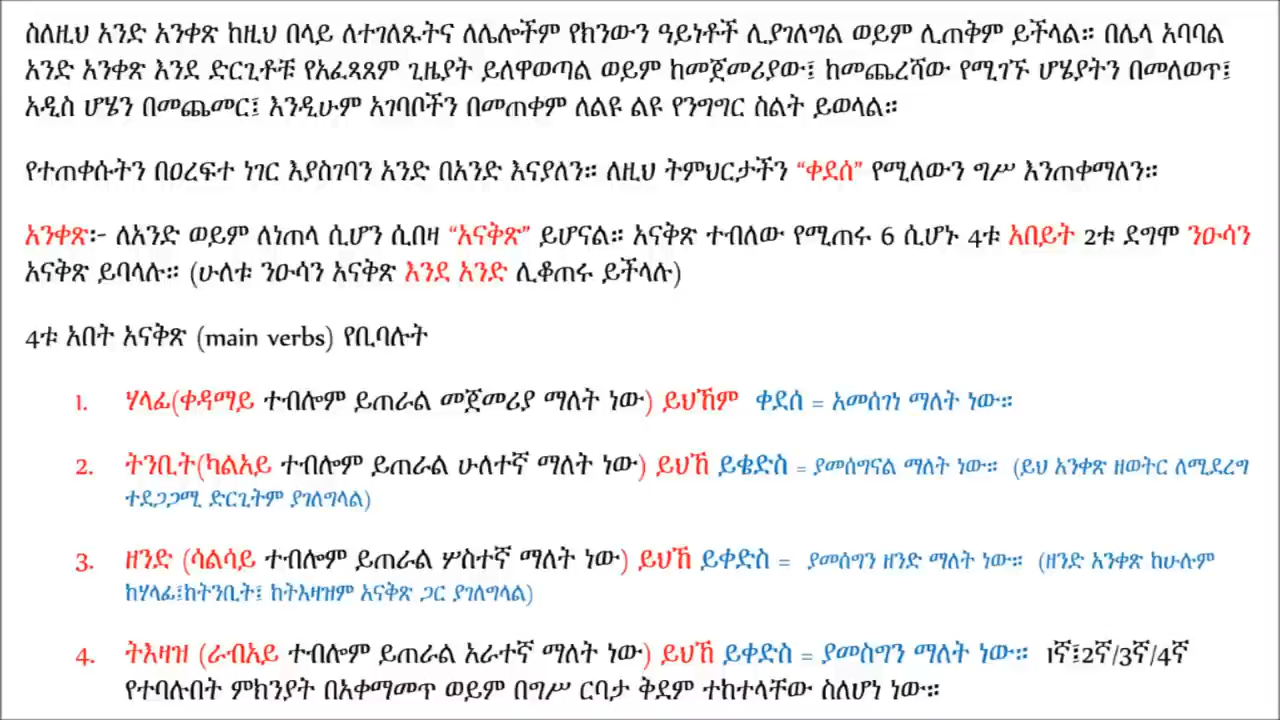 ስለዚህ አንድ አንቀጽ ከዚህ በላይ ለተገለጹትና ለሌሎችም የክንውን ዓይነቶች ሊያገለግል ወይም ሊጠቅም ይችላል። በሌላ አባባል
አንድ አንቀጽ እንደ ድርጊቶቹ የአፈጻጸም ጊዜያት ይለዋወጣል ወይም ከመጀመሪያው፤ ከመጨረሻው የሚገኙ ሆሄያትን በመለወጥ፤
አዲስ ሆሄን በመጨመር፤ እንዲሁም አገባቦችን በመጠቀም ለልዩ ልዩ የንግግር ስልት ይወላል።
የተጠቀሱትን በዐረፍተ ነገር እያስገባን አንድ በአንድ እናያለን። ለዚህ ትምህርታችን “ቀደሰ” የሚለውን ግሥ እንጠቀማለን።
አንቀጽ፡- ለአንድ ወይም ለነጠላ ሲሆን ሲበዛ “አናቅጽ” ይሆናል። አናቅጽ ተብለው የሚጠሩ 6 ሲሆኑ 4ቱ አበይት 2ቱ ደግሞ ንዑሳን
አናቅጽ ይባላሉ። (ሁለቱ ንዑሳን አናቅጽ እንደ አንድ ሊቆጠሩ ይችላሉ)
4ቱ አበት አናቅጽ (main verbs) የቢባሉት
1. ሃላፊ(ቀዳማይ ተብሎም ይጠራል መጀመሪያ ማለት ነው) ይህኸም ቀደሰ = አመሰገነ ማለት ነው።
2. ትንቢት(ካልአይ ተብሎም ይጠራል ሁለተኛ ማለት ነው) ይህኸ ይቄድስ = ያመሰግናል ማለት ነው። (ይህ አንቀጽ ዘወትር ለሚደረግ
ተደጋጋሚ ድርጊትም ያገለግላል)
3. ዘንድ (ሳልሳይ ተብሎም ይጠራል ሦስተኛ ማለት ነው) ይህኸ ይቀድስ = ያመሰግን ዘንድ ማለት ነው። (ዘንድ አንቀጽ ከሁሉም
ከሃላፊ፤ከትንቢት፤ ከትእዛዝም አናቅጽ ጋር ያገለግላል)
4. ትእዛዝ (ራብአይ ተብሎም ይጠራል አራተኛ ማለት ነው) ይህኸ ይቀድስ = ያመስግን ማለት ነው። 1ኛ፤2ኛ/3ኛ/4ኛ
የተባሉበት ምክንያት በአቀማመጥ ወይም በግሥ ርባታ ቅደም ተከተላቸው ስለሆነ ነው።